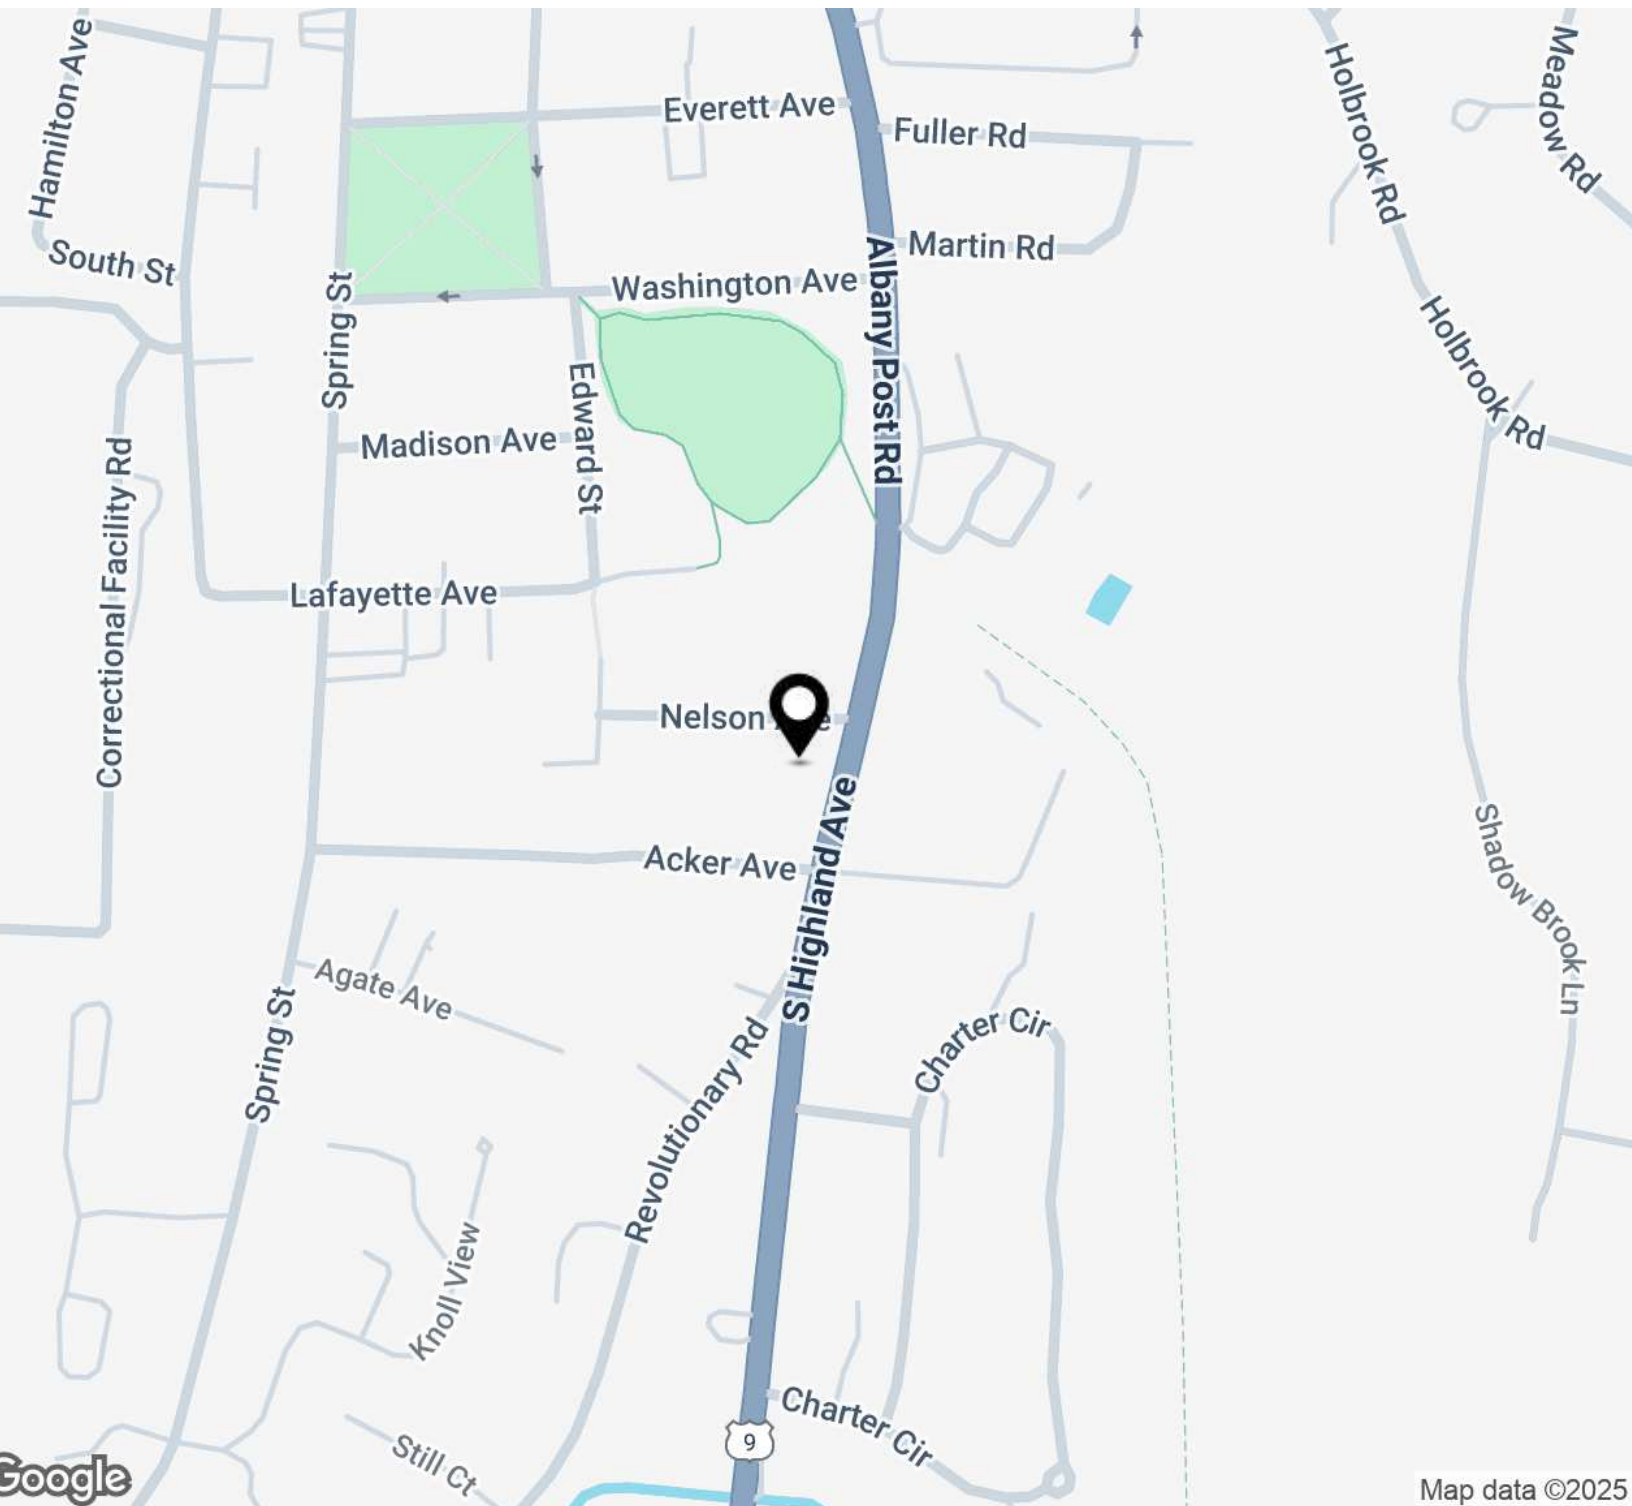 Hamilton Ave
Everett Ave
Fuller Rd
Holbrook Rd
Meadow Rd
South St
Martin Rd
Washington Ave
Albany Post Rd
Spring St
Edward St
Holbrook Rd
Madison Ave
Correctional Facility Rd
Lafayette Ave
Nelson
S Highland Ave
Acker Ave
Shadow Brook Ln
Agate Ave
Spring St
Charter Cir
Revolutionary Rd
Knoll View
Charter Cir
9
Still Ct
Google
Map data ©2025